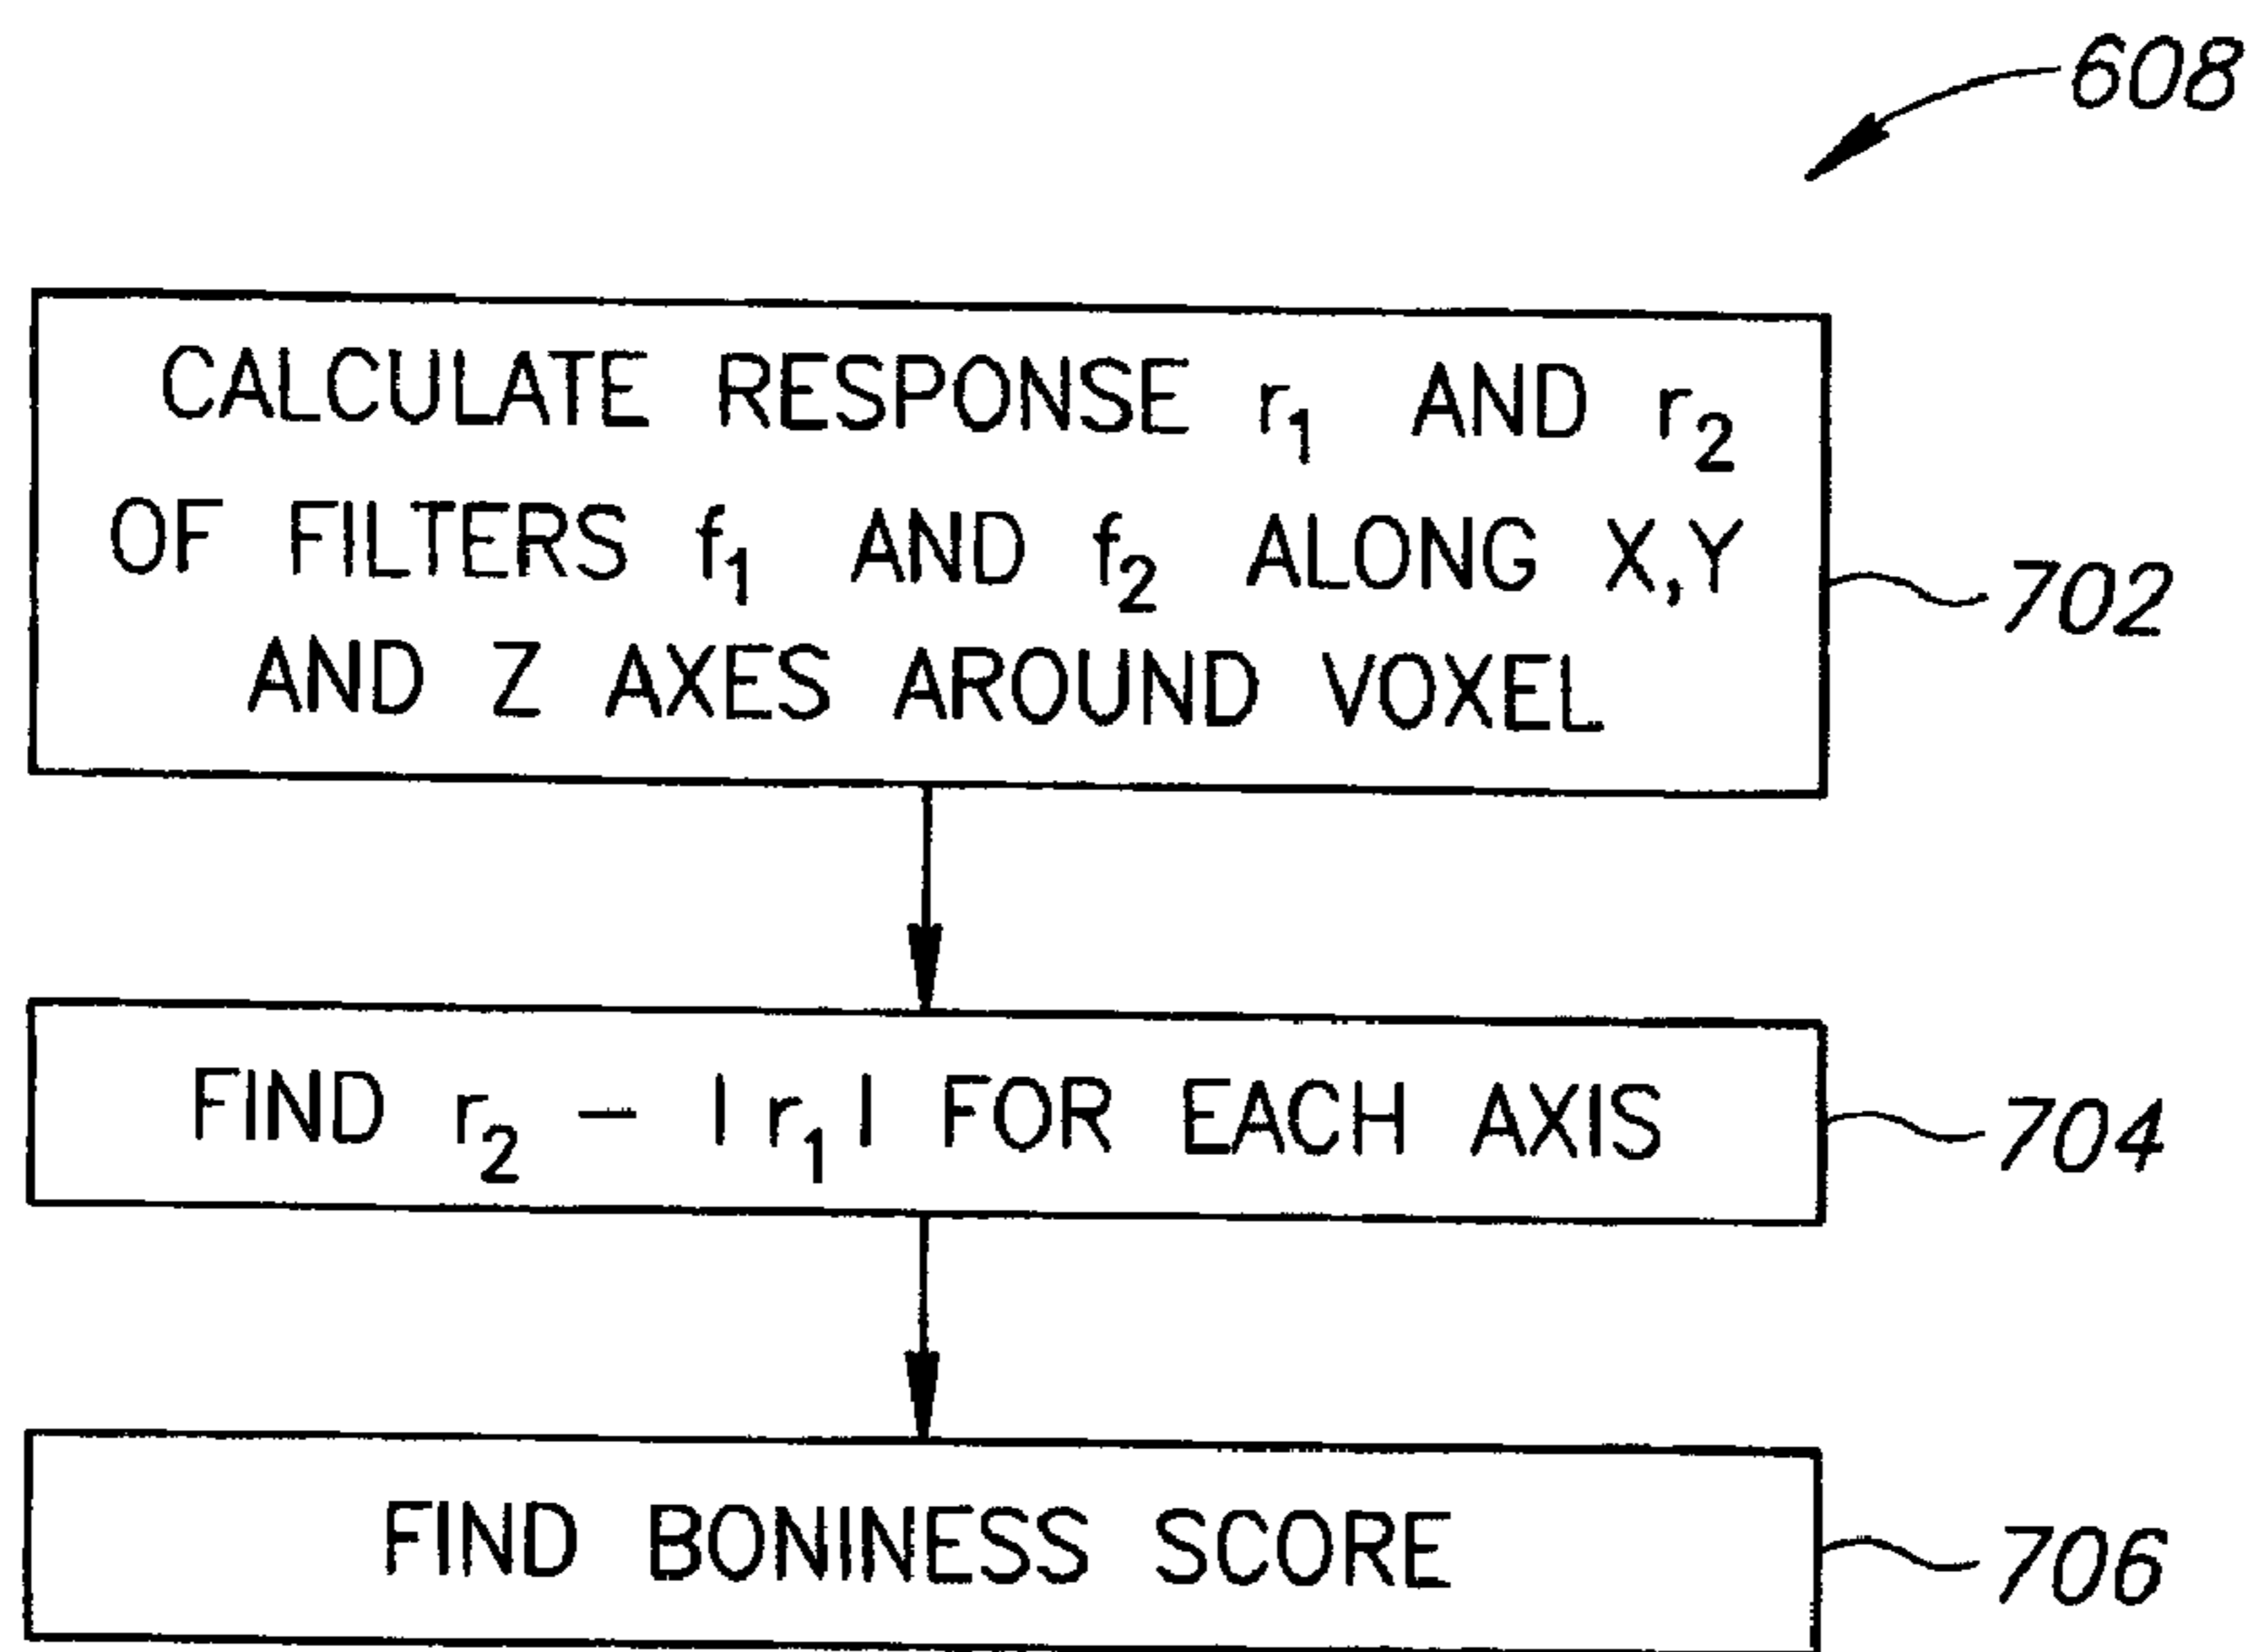 608
CALCULATE RESPONSE r₁ AND r₂
OF FILTERS f₁ AND f₂ ALONG X,Y
AND Z AXES AROUND VOXEL
702
FIND r₂ – |r₁| FOR EACH AXIS
704
FIND BONINESS SCORE
706